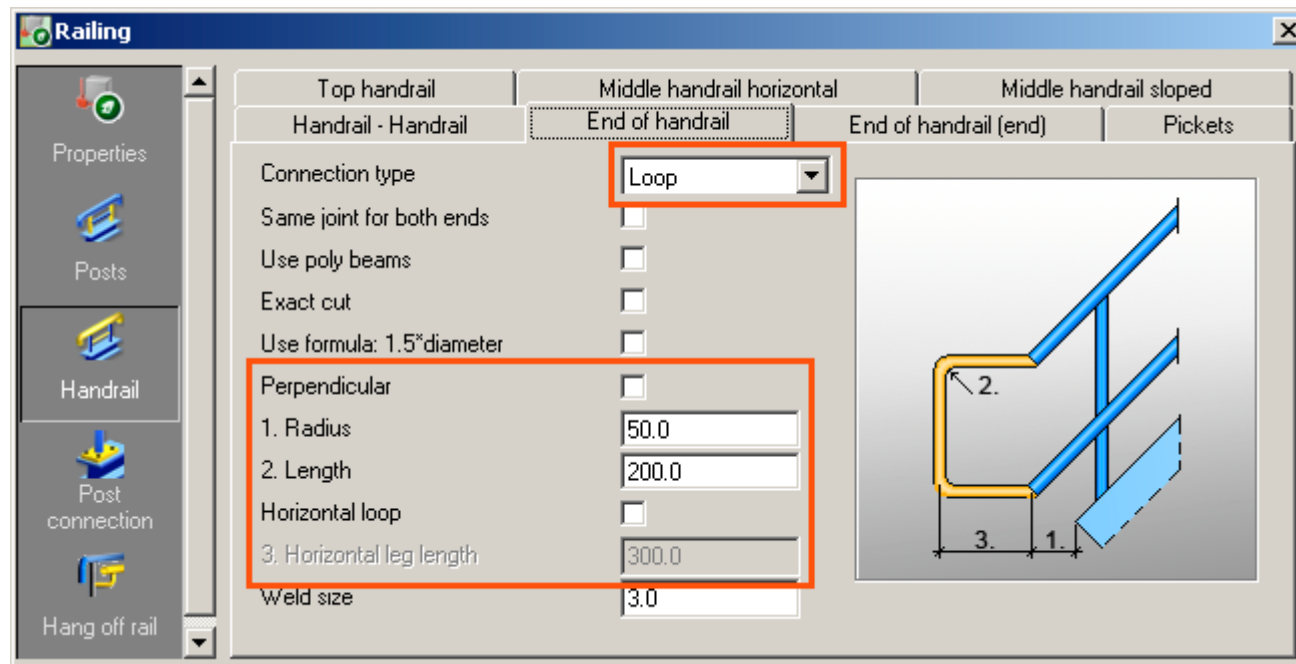 Railing
Properties
Posts
Handrail
Post
connection
Hang off rail
Top handrail
Middle handrail horizontal
Middle handrail sloped
Handrail - Handrail
End of handrail
End of handrail (end)
Pickets
Connection type
Loop
Same joint for both ends
Use poly beams
Exact cut
Use formula: 1.5*diameter
Perpendicular
1. Radius
50.0
2. Length
200.0
Horizontal loop
3. Horizontal leg length
300.0
Weld size
3.0
2.
3.
1.